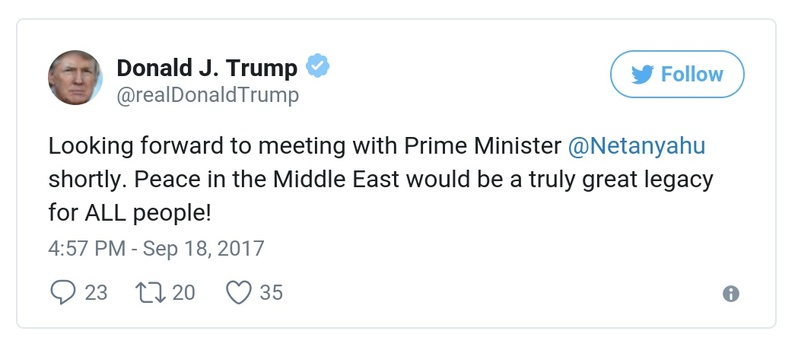 Donald J. Trump
@realDonaldTrump
Follow
Looking forward to meeting with Prime Minister @Netanyahu
shortly. Peace in the Middle East would be a truly great legacy
for ALL people!
4:57 PM - Sep 18, 2017
23 20 35